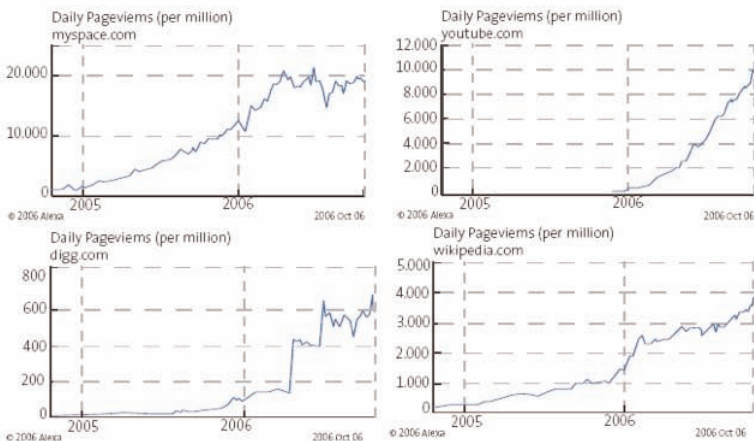 Daily Pageviems (per million)
myspace.com
20.000
10.000
0
2005
2006
© 2006 Alexa
2006 Oct 06
Daily Pageviems (per million)
youtube.com
12.000
10.000
8.000
6.000
4.000
2.000
0
2005
2006
© 2006 Alexa
2006 Oct 06
Daily Pageviems (per million)
digg.com
800
600
400
200
0
2005
2006
© 2006 Alexa
2006 Oct 06
Daily Pageviems (per million)
wikipedia.com
5.000
4.000
3.000
2.000
1.000
0
2005
2006
© 2006 Alexa
2006 Oct 06